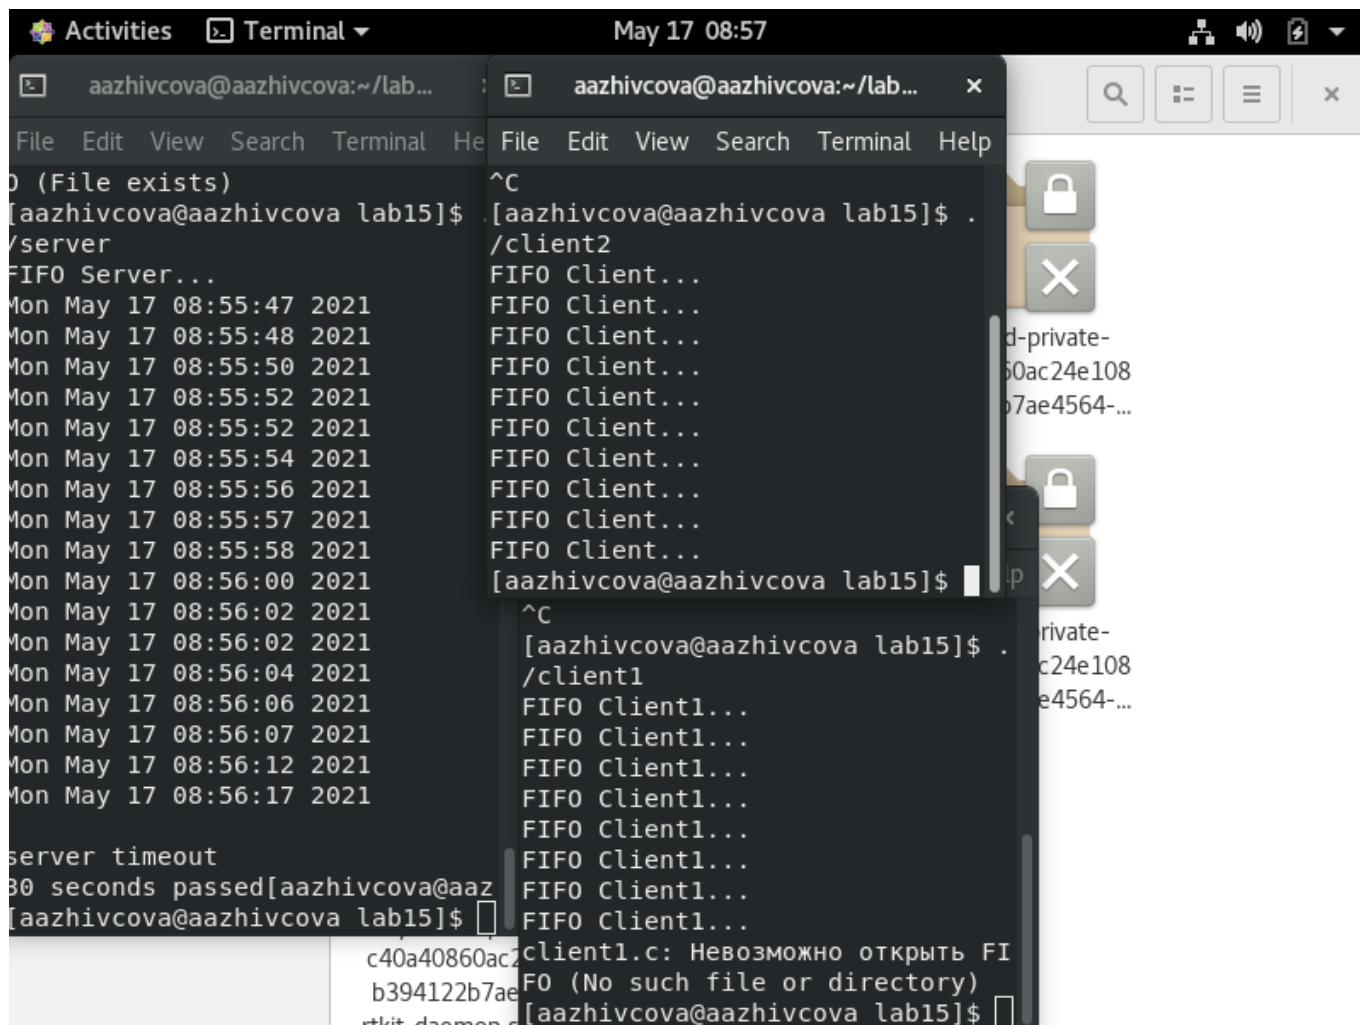 Activities Terminal May 17 08:57
aazhivcova@aazhivcova:~/lab...
File Edit View Search Terminal He
O (File exists)
[aazhivcova@aazhivcova lab15]$ .
/server
FIFO Server...
Mon May 17 08:55:47 2021
Mon May 17 08:55:48 2021
Mon May 17 08:55:50 2021
Mon May 17 08:55:52 2021
Mon May 17 08:55:52 2021
Mon May 17 08:55:54 2021
Mon May 17 08:55:56 2021
Mon May 17 08:55:57 2021
Mon May 17 08:55:58 2021
Mon May 17 08:56:00 2021
Mon May 17 08:56:02 2021
Mon May 17 08:56:02 2021
Mon May 17 08:56:04 2021
Mon May 17 08:56:06 2021
Mon May 17 08:56:07 2021
Mon May 17 08:56:12 2021
Mon May 17 08:56:17 2021
server timeout
30 seconds passed[aazhivcova@aaz
[aazhivcova@aazhivcova lab15]$
aazhivcova@aazhivcova:~/lab...
File Edit View Search Terminal Help
^C
[aazhivcova@aazhivcova lab15]$ .
/client2
FIFO Client...
FIFO Client...
FIFO Client...
FIFO Client...
FIFO Client...
FIFO Client...
FIFO Client...
FIFO Client...
FIFO Client...
FIFO Client...
[aazhivcova@aazhivcova lab15]$
lp
^C
[aazhivcova@aazhivcova lab15]$ .
/client1
FIFO Client1...
FIFO Client1...
FIFO Client1...
FIFO Client1...
FIFO Client1...
FIFO Client1...
FIFO Client1...
FIFO Client1...
client1.c: Невозможно открыть FI
FO (No such file or directory)
[aazhivcova@aazhivcova lab15]$
d-private-
60ac24e108
b7ae4564-...
rivate-
c24e108
e4564-...
c40a40860ac2
b394122b7ae